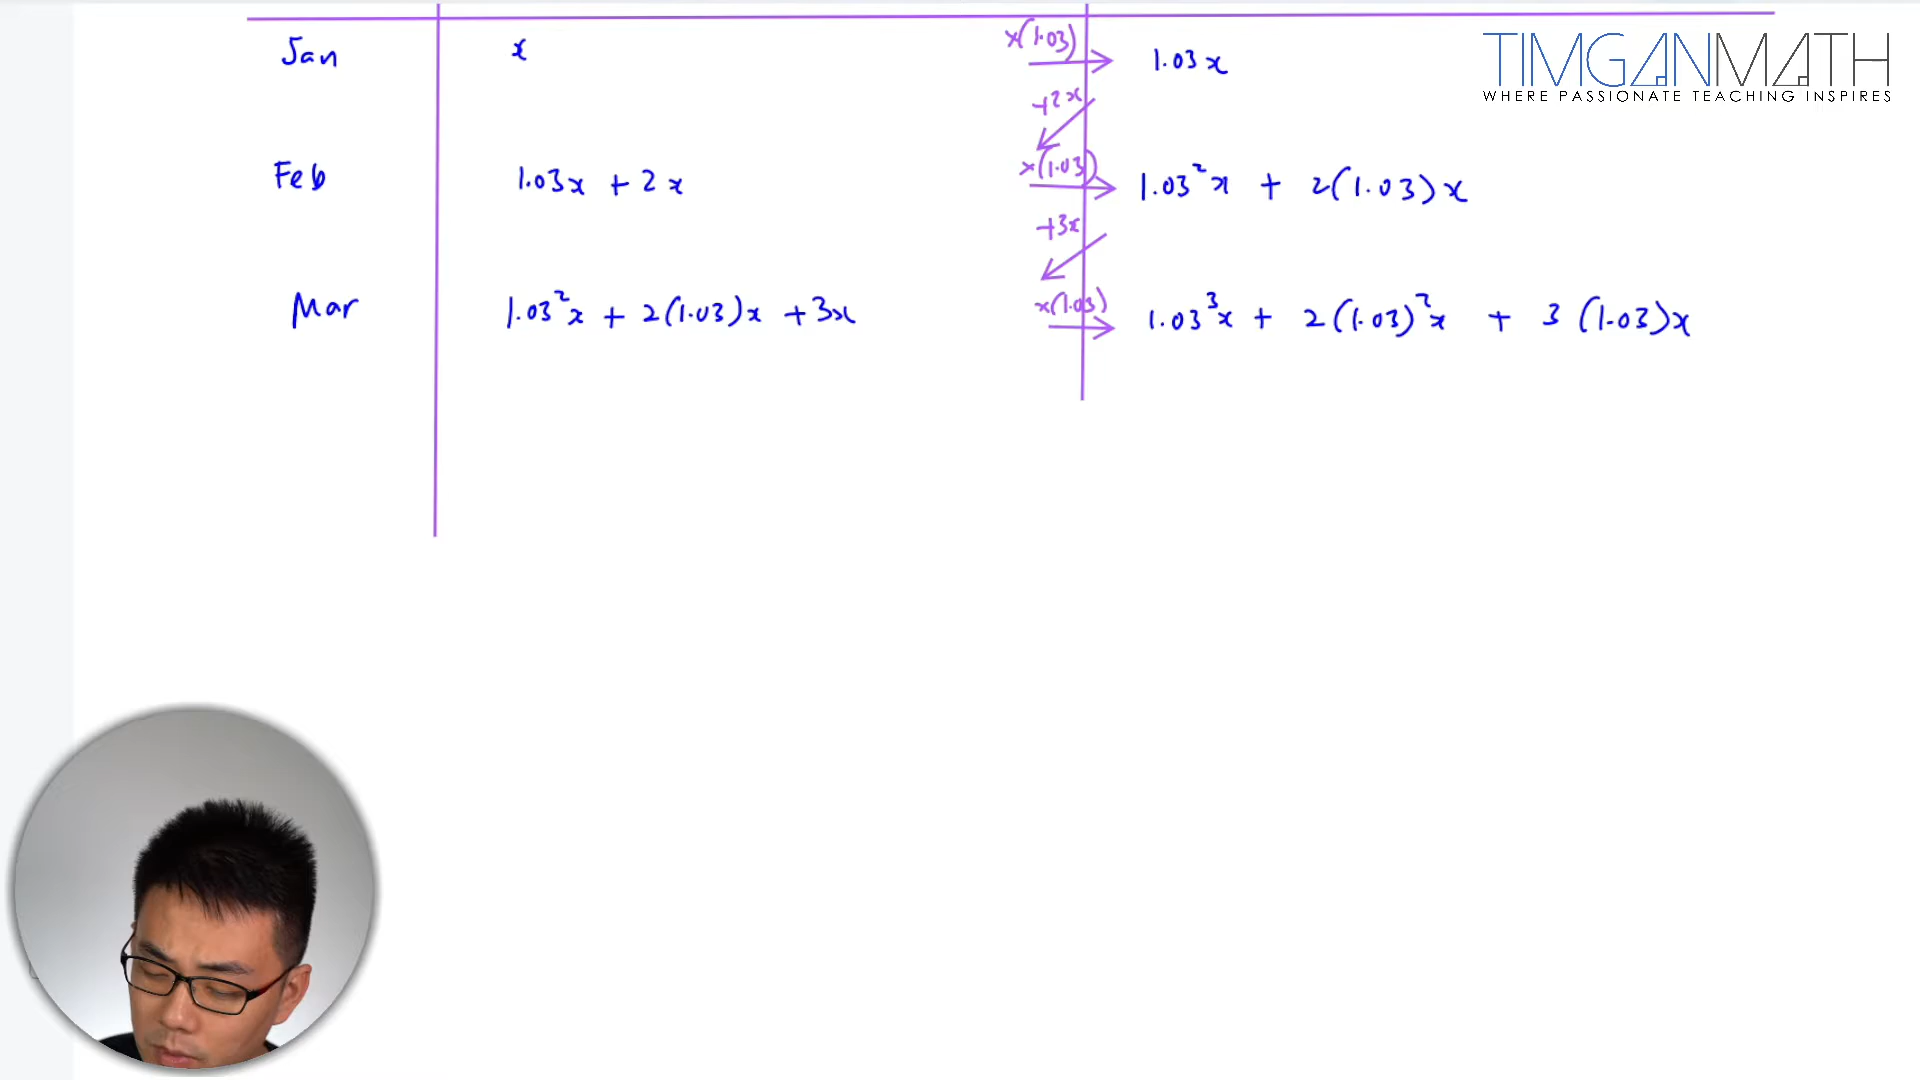 Jan x x(1.03) 1.03x
TIMGANMATH
WHERE PASSIONATE TEACHING INSPIRES
+2x
Feb 1.03x + 2x x(1.03) 1.03²x + 2(1.03)x
+3x
Mar 1.03²x + 2(1.03)x + 3x x(1.03) 1.03³x + 2(1.03)²x + 3(1.03)x